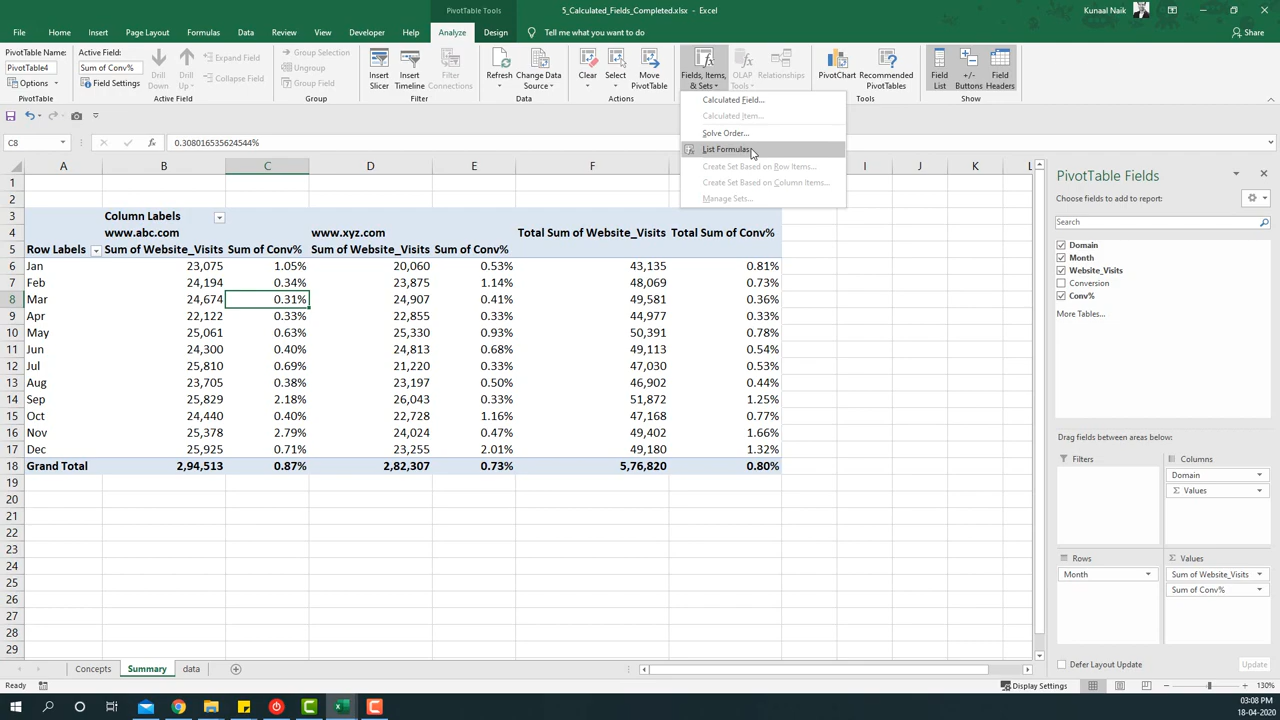 PivotTable Tools
5_Calculated_Fields_Completed.xlsx - Excel
Kunaal Naik
File Home Insert Page Layout Formulas Data Review View Developer Help Analyze Design Tell me what you want to do Share
PivotTable Name:
PivotTable4
Options
PivotTable
Active Field:
Sum of Conv%
Field Settings
Drill Down
Drill Up
Expand Field
Collapse Field
Active Field
Group Selection
Ungroup
Group Field
Group
Insert Slicer
Insert Timeline
Filter Connections
Filter
Refresh
Change Data Source
Data
Clear
Select
Move PivotTable
Actions
Fields, Items, & Sets
OLAP Tools
Relationships
PivotChart
Recommended PivotTables
Tools
Field List
+/- Buttons
Field Headers
Show
Calculated Field...
Calculated Item...
Solve Order...
List Formulas
Create Set Based on Row Items...
Create Set Based on Column Items...
Manage Sets...
C8
fx
0.308016535624544%
A B C D E F J K L
1
2
3 Column Labels
4 www.abc.com www.xyz.com Total Sum of Website_Visits Total Sum of Conv%
5 Row Labels Sum of Website_Visits Sum of Conv% Sum of Website_Visits Sum of Conv%
6 Jan 23,075 1.05% 20,060 0.53% 43,135 0.81%
7 Feb 24,194 0.34% 23,875 1.14% 48,069 0.73%
8 Mar 24,674 0.31% 24,907 0.41% 49,581 0.36%
9 Apr 22,122 0.33% 22,855 0.33% 44,977 0.33%
10 May 25,061 0.63% 25,330 0.93% 50,391 0.78%
11 Jun 24,300 0.40% 24,813 0.68% 49,113 0.54%
12 Jul 25,810 0.69% 21,220 0.33% 47,030 0.53%
13 Aug 23,705 0.38% 23,197 0.50% 46,902 0.44%
14 Sep 25,829 2.18% 26,043 0.33% 51,872 1.25%
15 Oct 24,440 0.40% 22,728 1.16% 47,168 0.77%
16 Nov 25,378 2.79% 24,024 0.47% 49,402 1.66%
17 Dec 25,925 0.71% 23,255 2.01% 49,180 1.32%
18 Grand Total 2,94,513 0.87% 2,82,307 0.73% 5,76,820 0.80%
19
20
21
22
23
24
25
26
27
28
29
PivotTable Fields
Choose fields to add to report:
Search
Domain
Month
Website_Visits
Conversion
Conv%
More Tables...
Drag fields between areas below:
Filters
Columns
Domain
Σ Values
Rows
Month
Σ Values
Sum of Website_Visits
Sum of Conv%
Defer Layout Update
Update
Concepts Summary data
Ready
Display Settings
130%
03:08 PM
18-04-2020